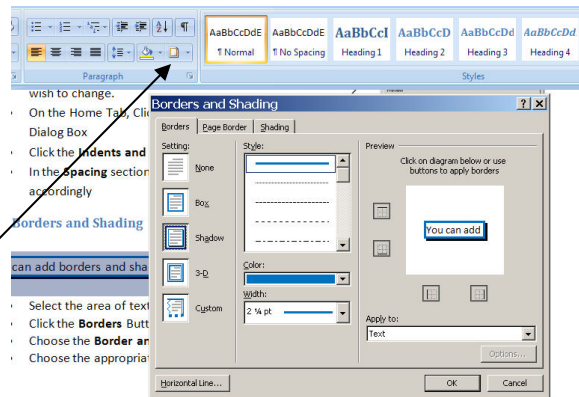 AaBbCcDdE AaBbCcDdE AaBbCcI AaBbCcD AaBbCcDd AaBbCcDd
¶ Normal ¶ No Spacing Heading 1 Heading 2 Heading 3 Heading 4
Paragraph Styles
wish to change.
On the Home Tab, Clic
Dialog Box
Click the Indents and
In the Spacing section
accordingly
Borders and Shading
can add borders and sha
Select the area of text
Click the Borders Butt
Choose the Border an
Choose the appropriat
Borders and Shading
Borders Page Border Shading
Setting:
None
Box
Shadow
3-D
Custom
Style:
Color:
Width:
2 ¼ pt
Preview
Click on diagram below or use
buttons to apply borders
You can add
Apply to:
Text
Options...
Horizontal Line... OK Cancel